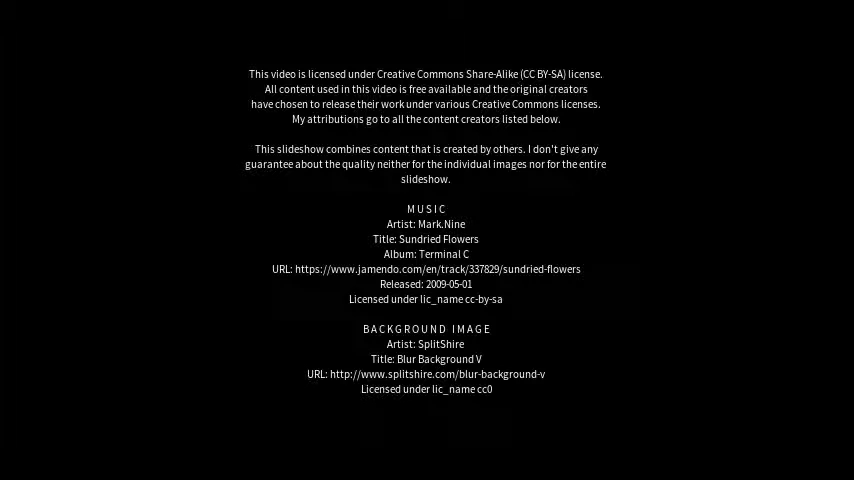 This video is licensed under Creative Commons Share-Alike (CC BY-SA) license.
All content used in this video is free available and the original creators
have chosen to release their work under various Creative Commons licenses.
My attributions go to all the content creators listed below.
This slideshow combines content that is created by others. I don't give any
guarantee about the quality neither for the individual images nor for the entire
slideshow.
MUSIC
Artist: Mark.Nine
Title: Sundried Flowers
Album: Terminal C
URL: https://www.jamendo.com/en/track/337829/sundried-flowers
Released: 2009-05-01
Licensed under lic_name cc-by-sa
BACKGROUND IMAGE
Artist: SplitShire
Title: Blur Background V
URL: http://www.splitshire.com/blur-background-v
Licensed under lic_name cc0